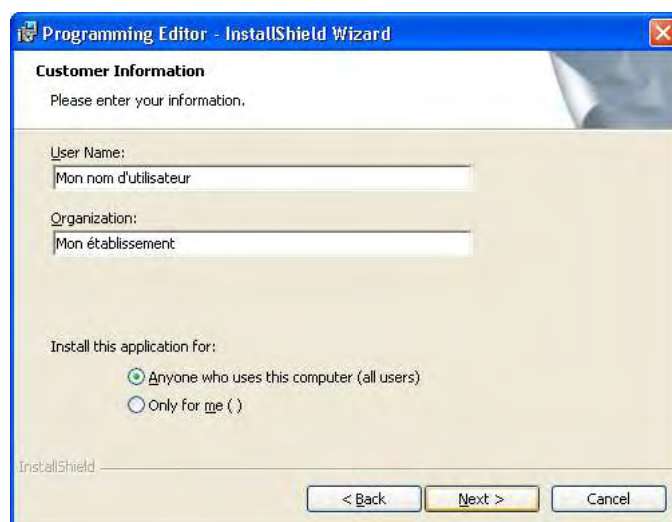 Programming Editor - InstallShield Wizard
Customer Information
Please enter your information.
User Name:
Mon nom d'utilisateur
Organization:
Mon établissement
Install this application for:
Anyone who uses this computer (all users)
Only for me ( )
InstallShield
< Back
Next >
Cancel